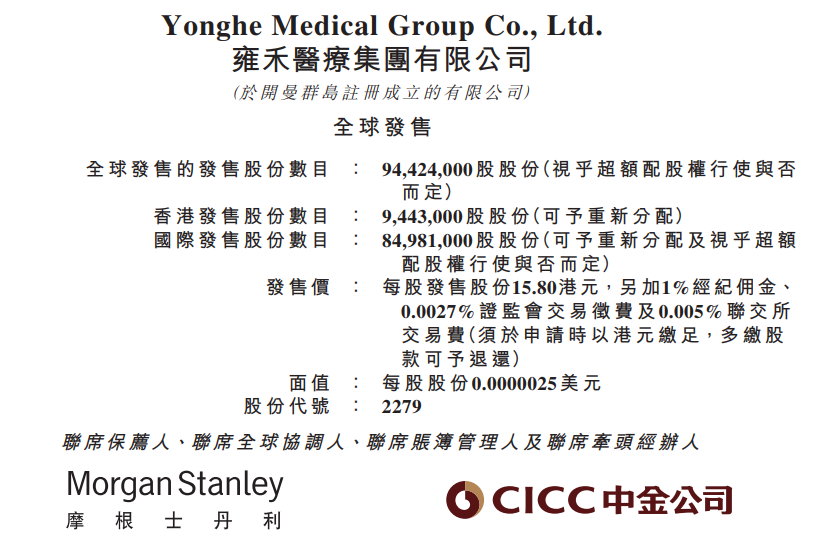 Yonghe Medical Group Co., Ltd.
雍禾醫療集團有限公司
(於開曼群島註冊成立的有限公司)
全球發售
全球發售的發售股份數目 : 94,424,000股股份(視乎超額配股權行使與否
而定)
香港發售股份數目 : 9,443,000股股份(可予重新分配)
國際發售股份數目 : 84,981,000股股份(可予重新分配及視乎超額
配股權行使與否而定)
發售價 : 每股發售股份15.80港元,另加1%經紀佣金、
0.0027%證監會交易徵費及0.005%聯交所
交易費(須於申請時以港元繳足,多繳股
款可予退還)
面值 : 每股股份0.0000025美元
股份代號 : 2279
聯席保薦人、聯席全球協調人、聯席賬簿管理人及聯席牽頭經辦人
Morgan Stanley
摩根士丹利
CICC中金公司